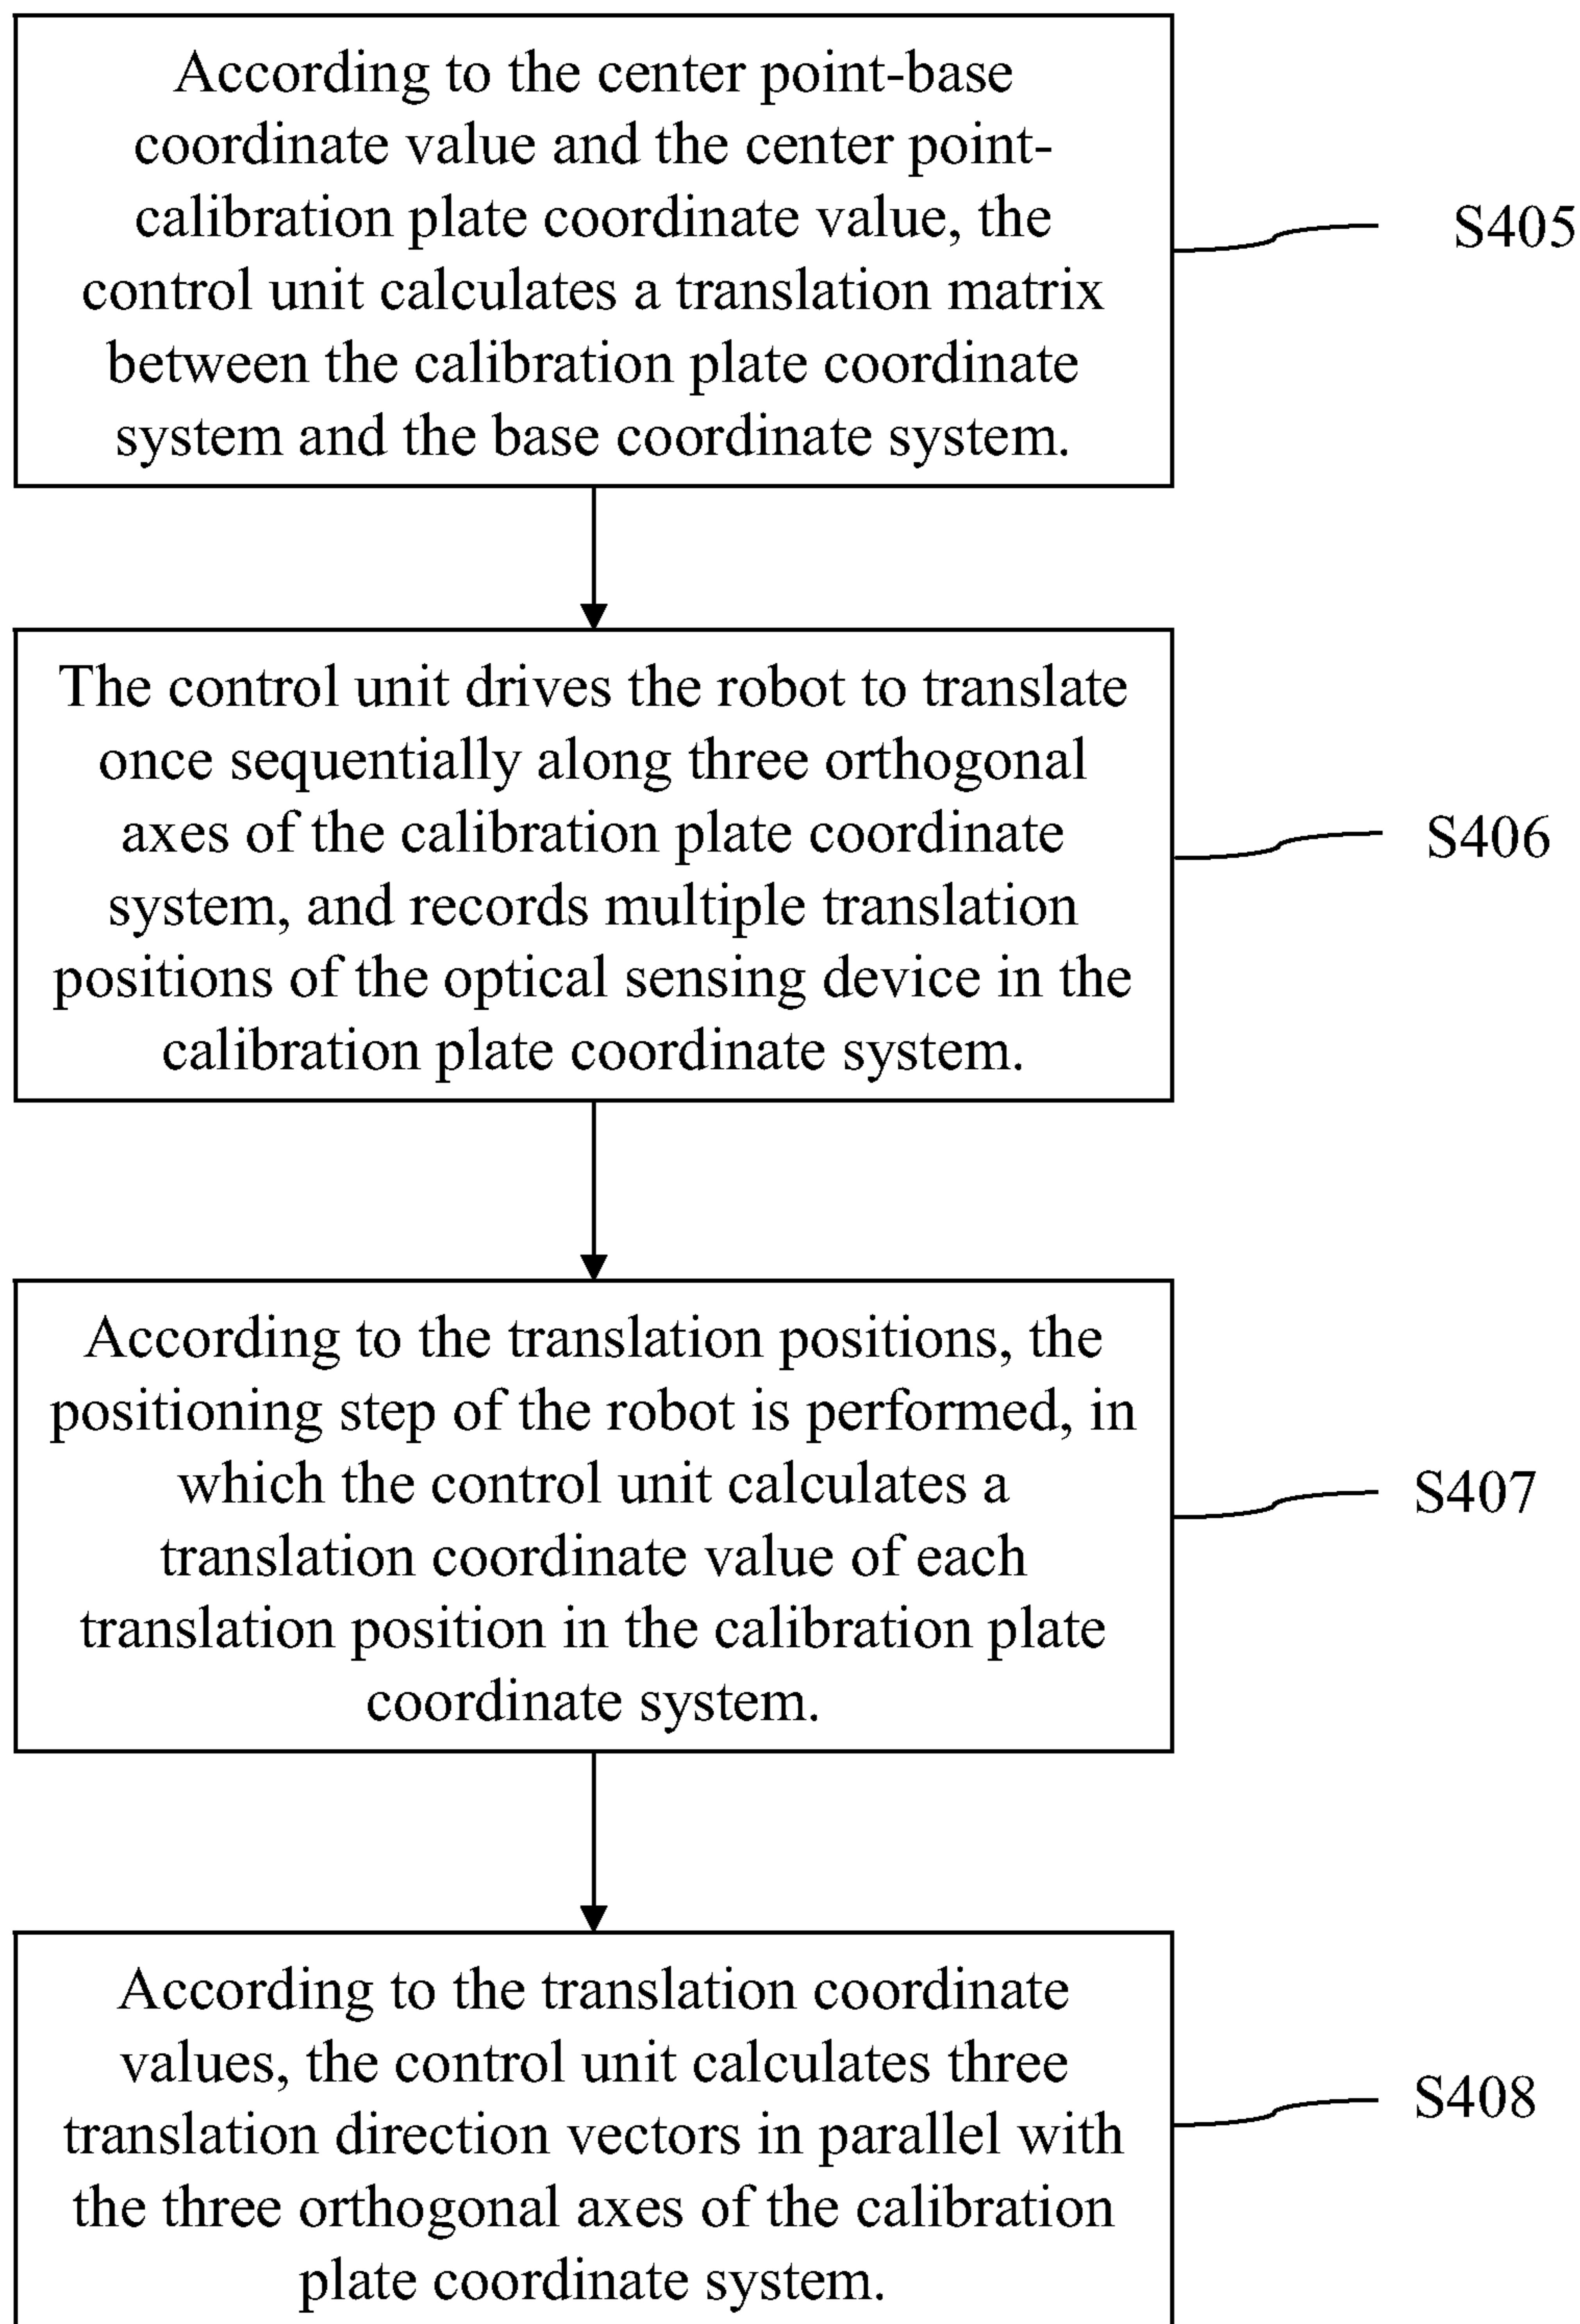 According to the center point-base
coordinate value and the center point-
calibration plate coordinate value, the
control unit calculates a translation matrix
between the calibration plate coordinate
system and the base coordinate system.
S405
The control unit drives the robot to translate
once sequentially along three orthogonal
axes of the calibration plate coordinate
system, and records multiple translation
positions of the optical sensing device in the
calibration plate coordinate system.
S406
According to the translation positions, the
positioning step of the robot is performed, in
which the control unit calculates a
translation coordinate value of each
translation position in the calibration plate
coordinate system.
S407
According to the translation coordinate
values, the control unit calculates three
translation direction vectors in parallel with
the three orthogonal axes of the calibration
plate coordinate system.
S408